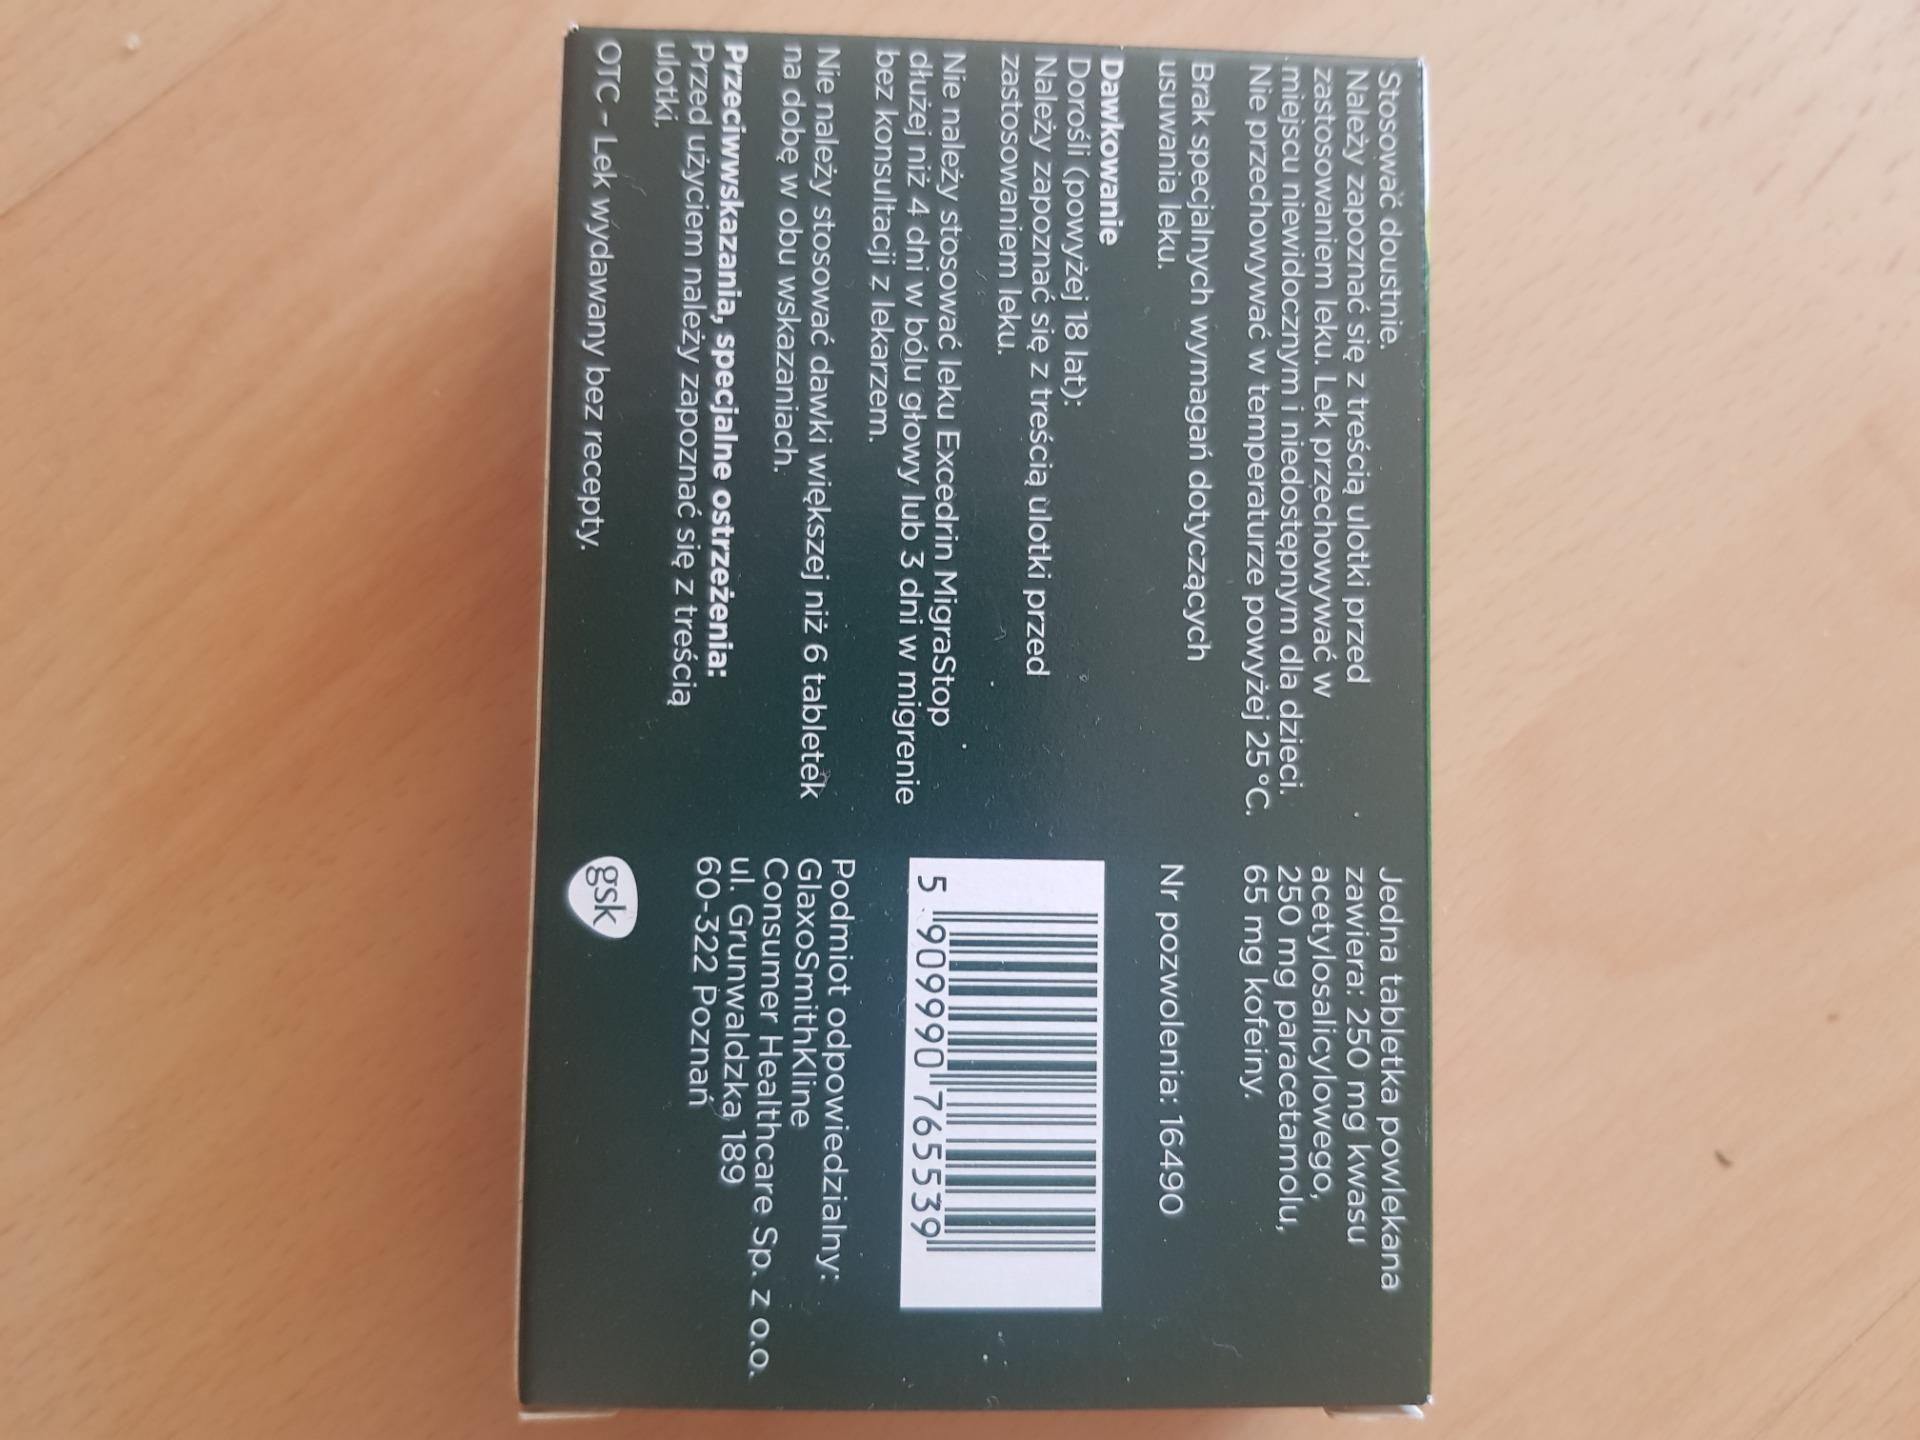 Stosować doustnie.
Należy zapoznać się z treścią ulotki przed
zastosowaniem leku. Lek przechowywać w
miejscu niewidocznym i niedostępnym dla dzieci.
Nie przechowywać w temperaturze powyżej 25°C.
Brak specjalnych wymagań dotyczących
usuwania leku.
Dawkowanie
Dorośli (powyżej 18 lat):
Należy zapoznać się z treścią ulotki przed
zastosowaniem leku.
Nie należy stosować leku Excedrin MigraStop
dłużej niż 4 dni w bólu głowy lub 3 dni w migrenie
bez konsultacji z lekarzem.
Nie należy stosować dawki większej niż 6 tabletek
na dobę w obu wskazaniach.
Przeciwwskazania, specjalne ostrzeżenia:
Przed użyciem należy zapoznać się z treścią
ulotki.
OTC - Lek wydawany bez recepty.
Jedna tabletka powlekana
zawiera: 250 mg kwasu
acetylosalicylowego,
250 mg paracetamolu,
65 mg kofeiny.
Nr pozwolenia: 16490
5 909990 765539
Podmiot odpowiedzialny:
GlaxoSmithKline
Consumer Healthcare Sp. z o.o.
ul. Grunwaldzka 189
60-322 Poznań
gsk